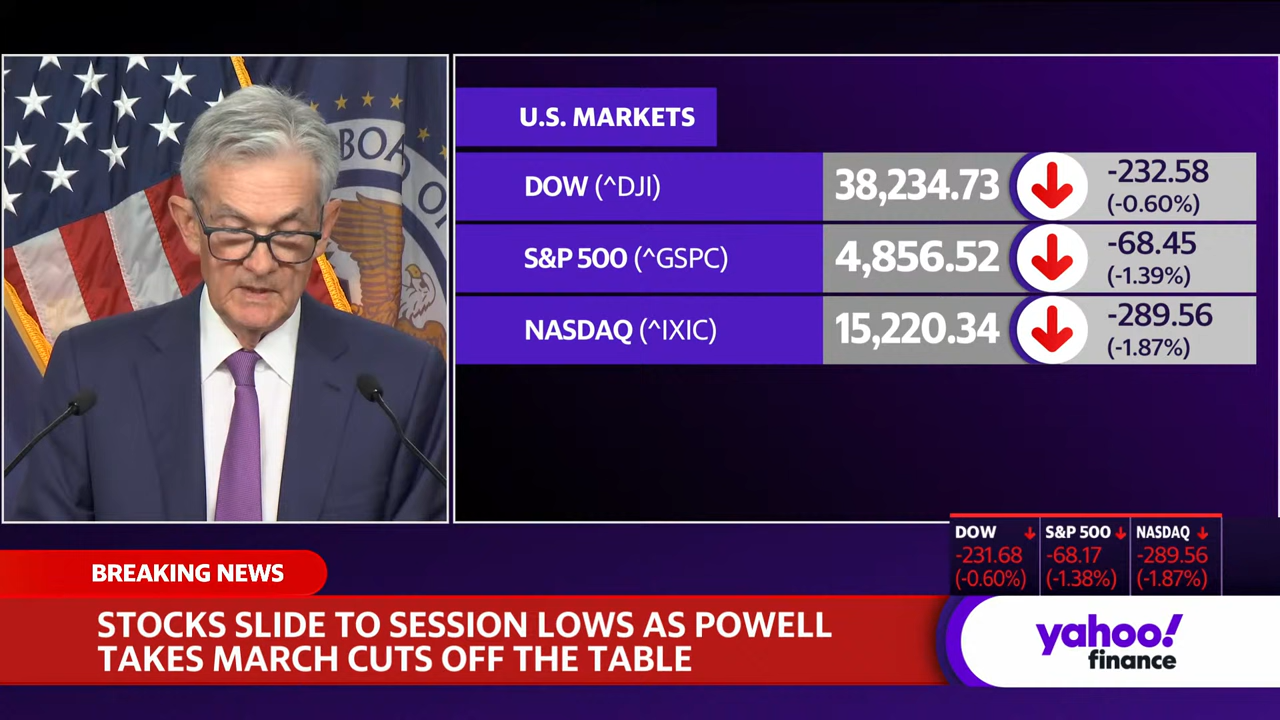 BOARD OF
U.S. MARKETS
DOW (^DJI) 38,234.73 -232.58 (-0.60%)
S&P 500 (^GSPC) 4,856.52 -68.45 (-1.39%)
NASDAQ (^IXIC) 15,220.34 -289.56 (-1.87%)
DOW S&P 500 NASDAQ
-231.68 -68.17 -289.56
(-0.60%) (-1.38%) (-1.87%)
BREAKING NEWS
STOCKS SLIDE TO SESSION LOWS AS POWELL
TAKES MARCH CUTS OFF THE TABLE
yahoo!
finance